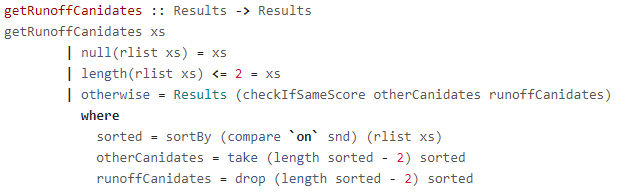 getRunoffCanidates :: Results -> Results
getRunoffCanidates xs
        | null(rlist xs) = xs
        | length(rlist xs) <= 2 = xs
        | otherwise = Results (checkIfSameScore otherCanidates runoffCanidates)
          where
            sorted = sortBy (compare `on` snd) (rlist xs)
            otherCanidates = take (length sorted - 2) sorted
            runoffCanidates = drop (length sorted - 2) sorted